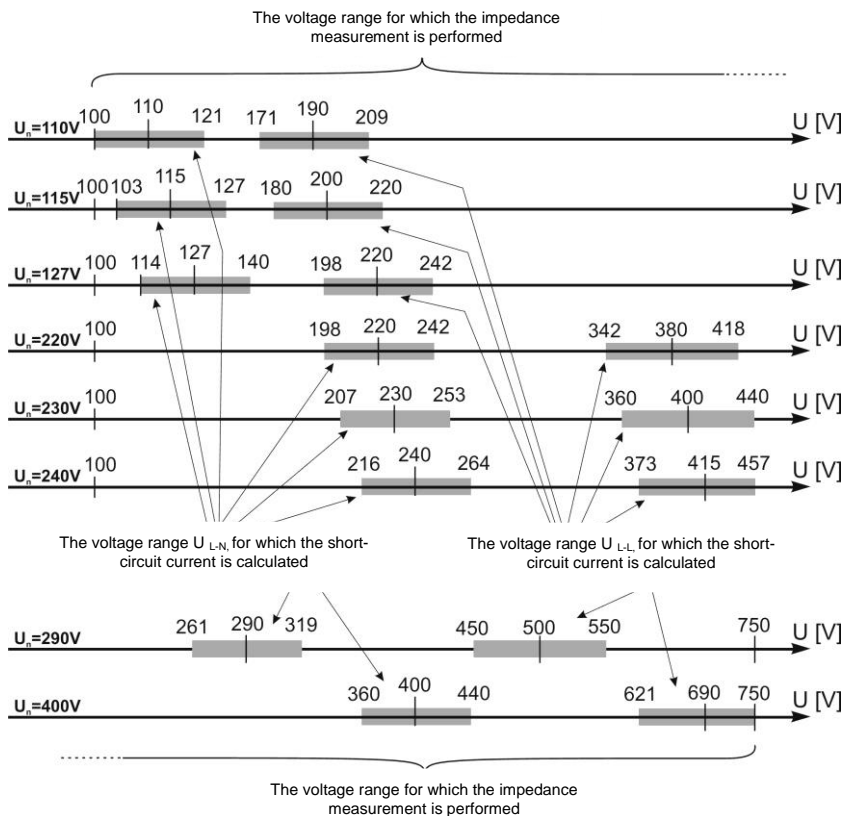 The voltage range for which the impedance
measurement is performed
100 110 121 171 190 209
Uₙ=110V U [V]
100 103 115 127 180 200 220
Uₙ=115V U [V]
100 114 127 140 198 220 242
Uₙ=127V U [V]
100 198 220 242 342 380 418
Uₙ=220V U [V]
100 207 230 253 360 400 440
Uₙ=230V U [V]
100 216 240 264 373 415 457
Uₙ=240V U [V]
The voltage range U L-N, for which the short-
circuit current is calculated
The voltage range U L-L, for which the short-
circuit current is calculated
261 290 319 450 500 550 750
Uₙ=290V U [V]
360 400 440 621 690 750
Uₙ=400V U [V]
The voltage range for which the impedance
measurement is performed